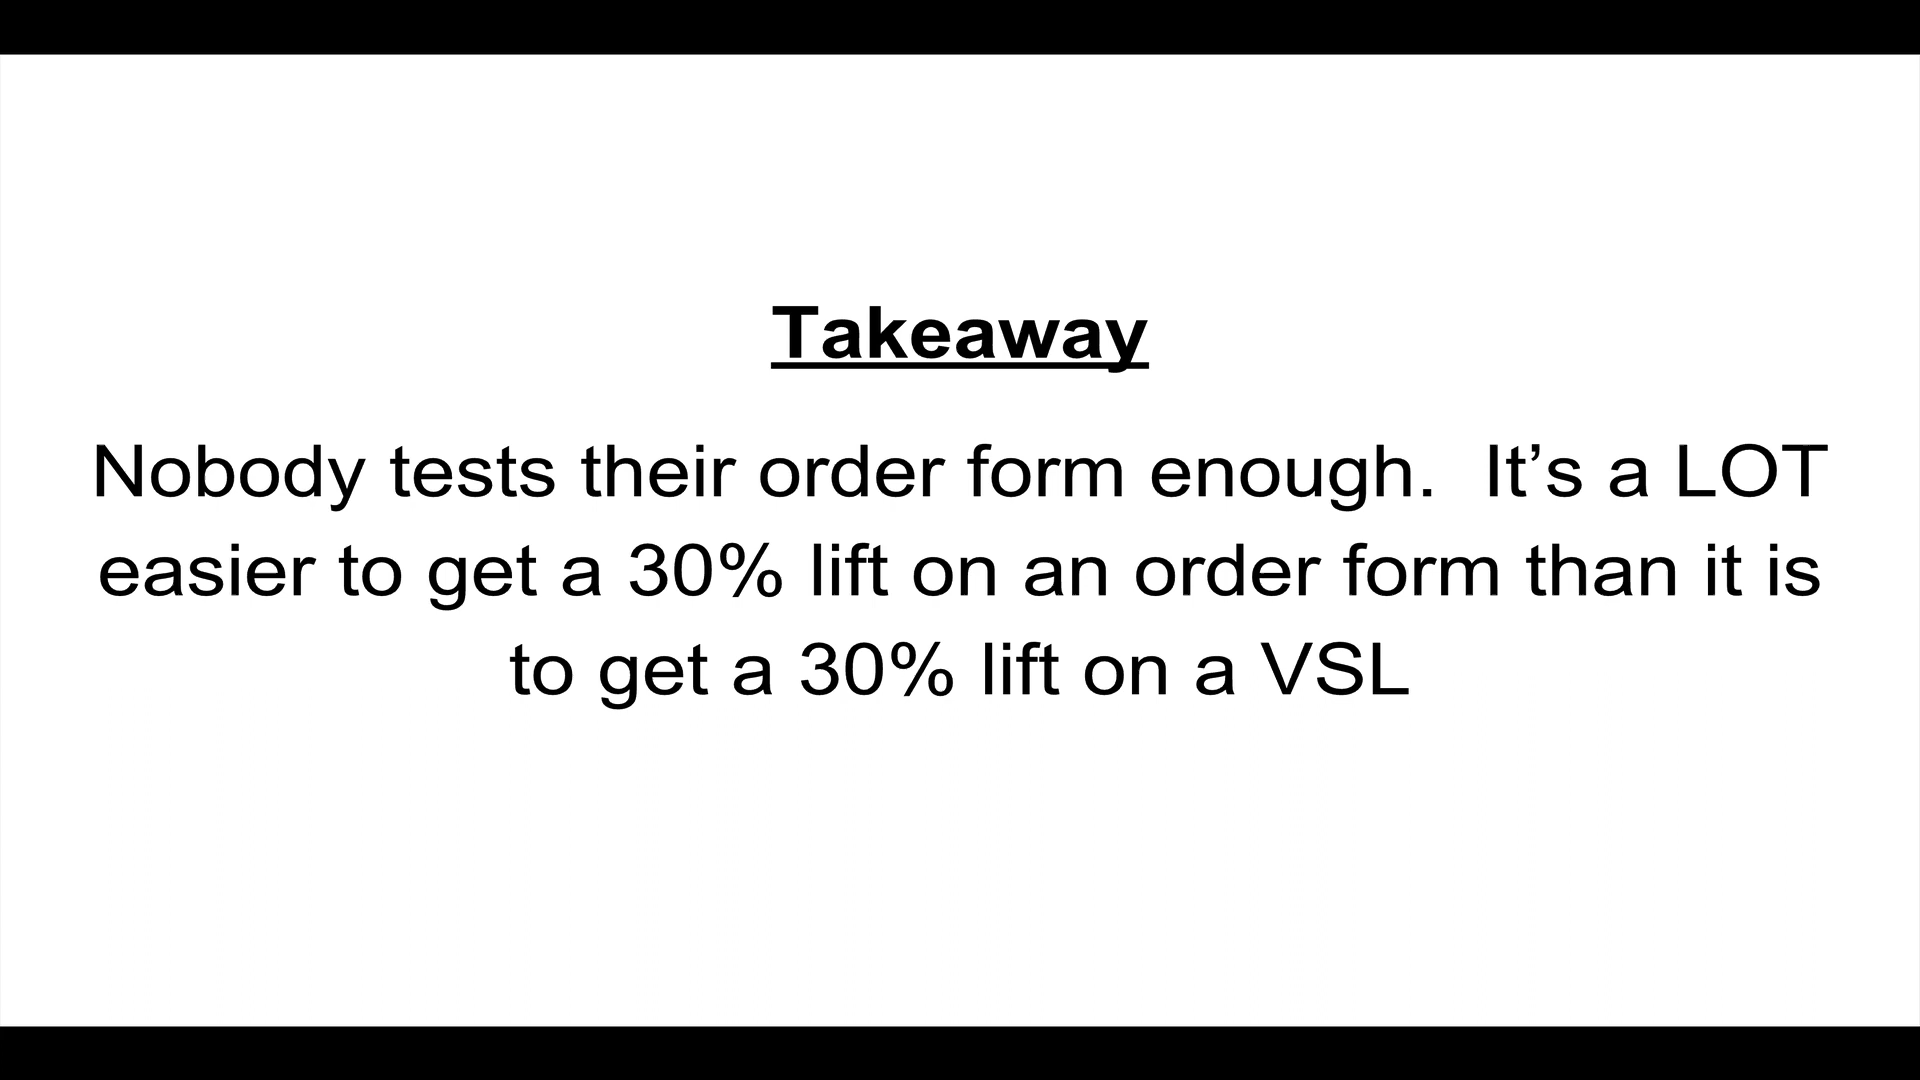 Takeaway
Nobody tests their order form enough.  It’s a LOT
easier to get a 30% lift on an order form than it is
to get a 30% lift on a VSL